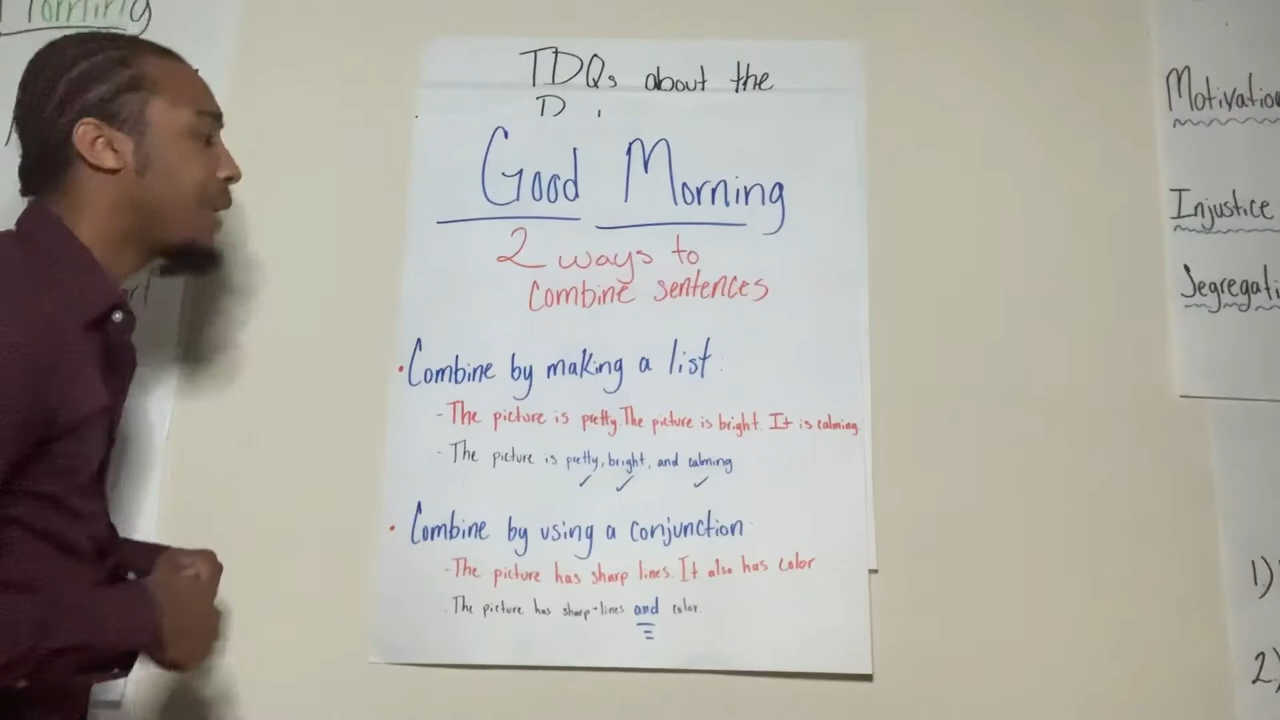 TDQs about the
Good Morning
2 ways to
Combine sentences
• Combine by making a list:
- The picture is pretty. The picture is bright. It is calming.
- The picture is pretty, bright, and calming
• Combine by using a conjunction:
- The picture has sharp lines. It also has color
- The picture has sharp-lines and color.
Motivatio
Injustice
Segregati
1)
2)